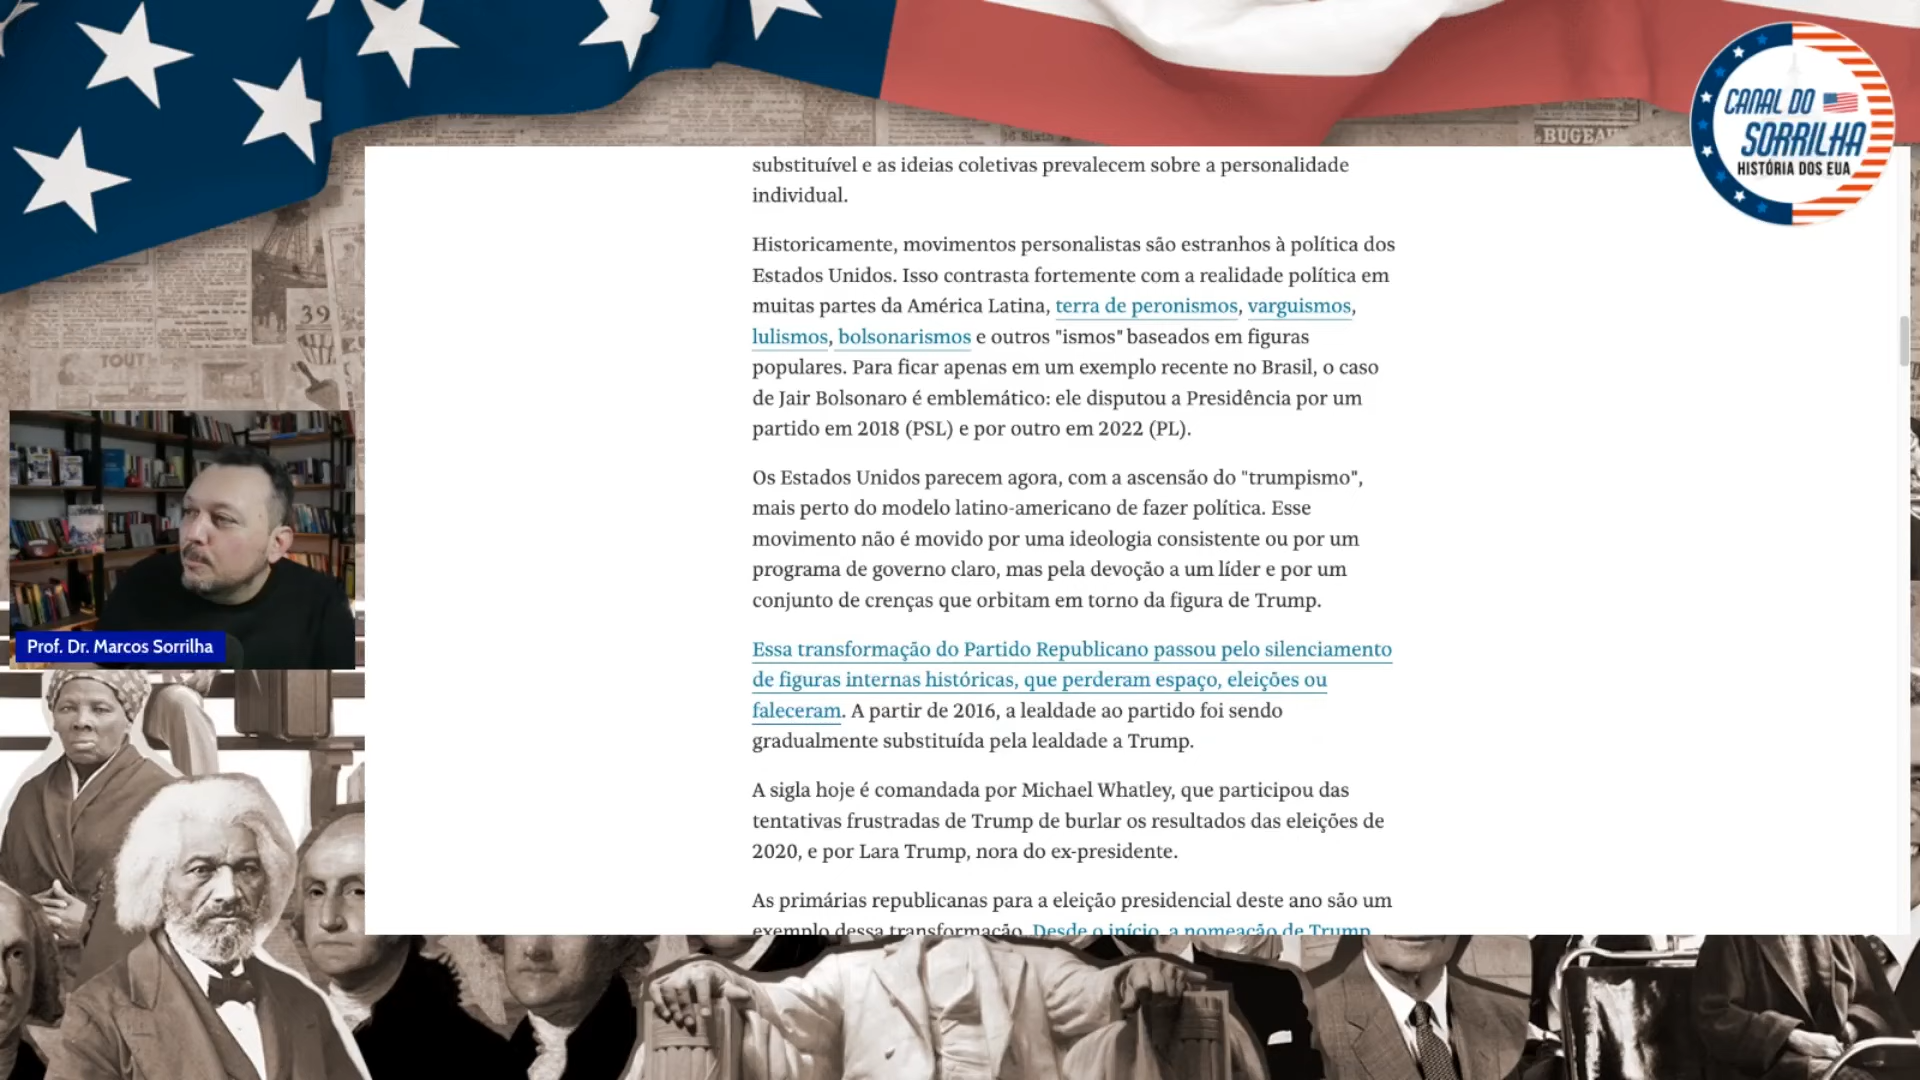 CANAL DO
SORRILHA
HISTÓRIA DOS EUA
BUGEAU
39
TOUT
substituível e as ideias coletivas prevalecem sobre a personalidade
individual.
Historicamente, movimentos personalistas são estranhos à política dos
Estados Unidos. Isso contrasta fortemente com a realidade política em
muitas partes da América Latina, terra de peronismos, varguismos,
lulismos, bolsonarismos e outros "ismos" baseados em figuras
populares. Para ficar apenas em um exemplo recente no Brasil, o caso
de Jair Bolsonaro é emblemático: ele disputou a Presidência por um
partido em 2018 (PSL) e por outro em 2022 (PL).
Os Estados Unidos parecem agora, com a ascensão do "trumpismo",
mais perto do modelo latino-americano de fazer política. Esse
movimento não é movido por uma ideologia consistente ou por um
programa de governo claro, mas pela devoção a um líder e por um
conjunto de crenças que orbitam em torno da figura de Trump.
Essa transformação do Partido Republicano passou pelo silenciamento
de figuras internas históricas, que perderam espaço, eleições ou
faleceram. A partir de 2016, a lealdade ao partido foi sendo
gradualmente substituída pela lealdade a Trump.
A sigla hoje é comandada por Michael Whatley, que participou das
tentativas frustradas de Trump de burlar os resultados das eleições de
2020, e por Lara Trump, nora do ex-presidente.
As primárias republicanas para a eleição presidencial deste ano são um
exemplo dessa transformação. Desde o início, a nomeação de Trump
Prof. Dr. Marcos Sorrilha